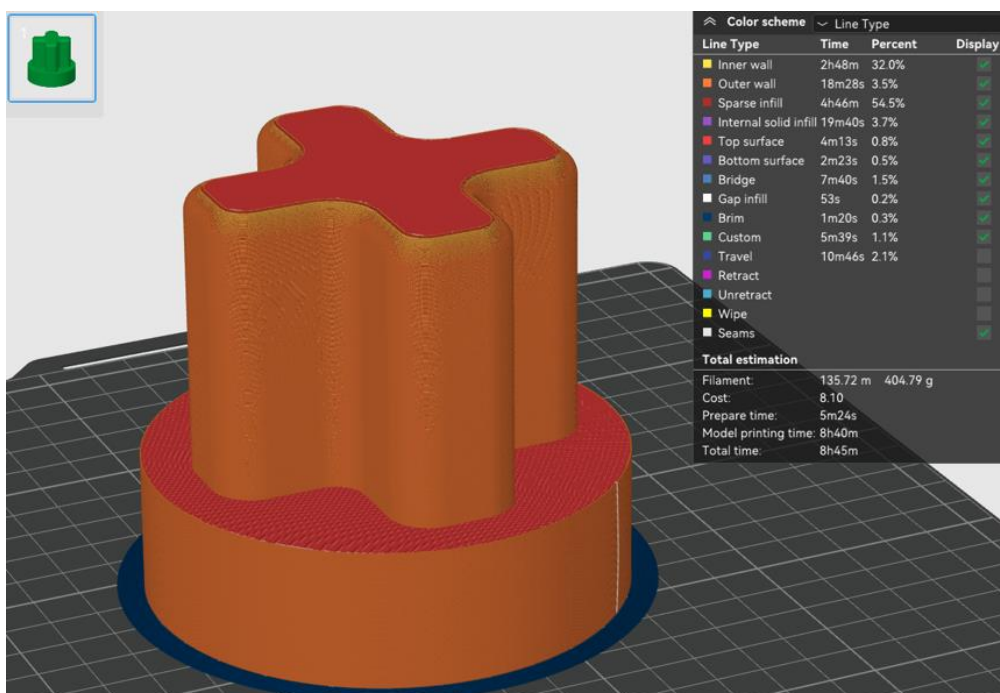 1
Color scheme Line Type
Line Type Time Percent Display
Inner wall 2h48m 32.0%
Outer wall 18m28s 3.5%
Sparse infill 4h46m 54.5%
Internal solid infill 19m40s 3.7%
Top surface 4m13s 0.8%
Bottom surface 2m23s 0.5%
Bridge 7m40s 1.5%
Gap infill 53s 0.2%
Brim 1m20s 0.3%
Custom 5m39s 1.1%
Travel 10m46s 2.1%
Retract
Unretract
Wipe
Seams
Total estimation
Filament: 135.72 m 404.79 g
Cost: 8.10
Prepare time: 5m24s
Model printing time: 8h40m
Total time: 8h45m